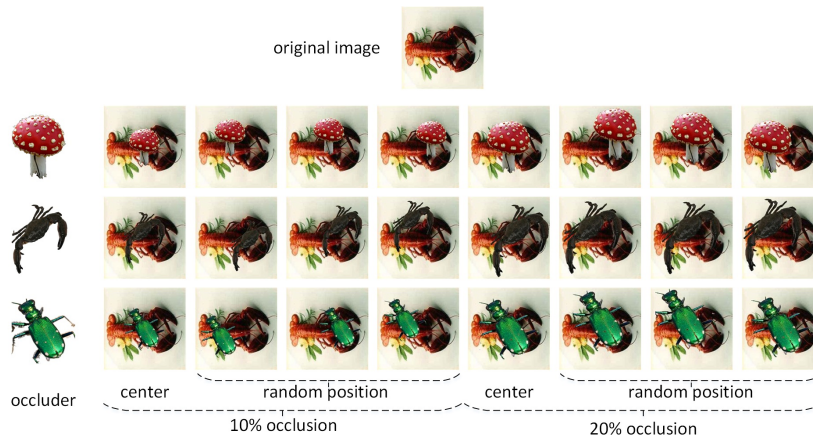 original image
occluder
center
random position
center
random position
10% occlusion
20% occlusion